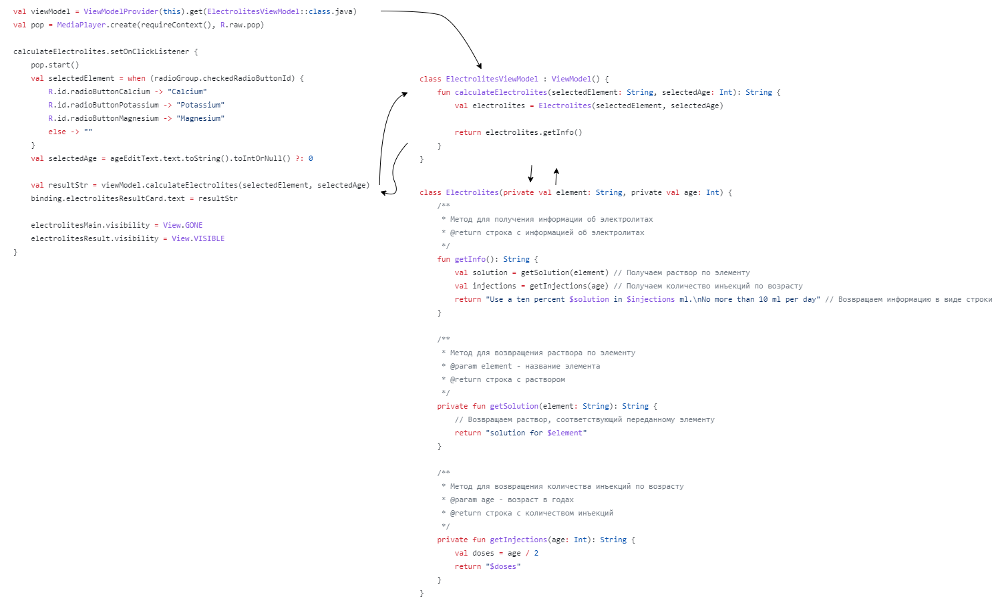 val viewModel = ViewModelProvider(this).get(ElectrolitesViewModel::class.java)
val pop = MediaPlayer.create(requireContext(), R.raw.pop)
calculateElectrolites.setOnClickListener {
    pop.start()
    val selectedElement = when (radioGroup.checkedRadioButtonId) {
        R.id.radioButtonCalcium -> "Calcium"
        R.id.radioButtonPotassium -> "Potassium"
        R.id.radioButtonMagnesium -> "Magnesium"
        else -> ""
    }
    val selectedAge = ageEditText.text.toString().toIntOrNull() ?: 0
    val resultStr = viewModel.calculateElectrolites(selectedElement, selectedAge)
    binding.electrolitesResultCard.text = resultStr
    electrolitesMain.visibility = View.GONE
    electrolitesResult.visibility = View.VISIBLE
}
class ElectrolitesViewModel : ViewModel() {
    fun calculateElectrolites(selectedElement: String, selectedAge: Int): String {
        val electrolites = Electrolites(selectedElement, selectedAge)
        return electrolites.getInfo()
    }
}
class Electrolites(private val element: String, private val age: Int) {
    /**
     * Метод для получения информации об электролитах
     * @return строка с информацией об электролитах
     */
    fun getInfo(): String {
        val solution = getSolution(element) // Получаем раствор по элементу
        val injections = getInjections(age) // Получаем количество инъекций по возрасту
        return "Use a ten percent $solution in $injections ml.\nNo more than 10 ml per day" // Возвращаем информацию в виде строки
    }
    /**
     * Метод для возвращения раствора по элементу
     * @param element - название элемента
     * @return строка с раствором
     */
    private fun getSolution(element: String): String {
        // Возвращаем раствор, соответствующий переданному элементу
        return "solution for $element"
    }
    /**
     * Метод для возвращения количества инъекций по возрасту
     * @param age - возраст в годах
     * @return строка с количеством инъекций
     */
    private fun getInjections(age: Int): String {
        val doses = age / 2
        return "$doses"
    }
}